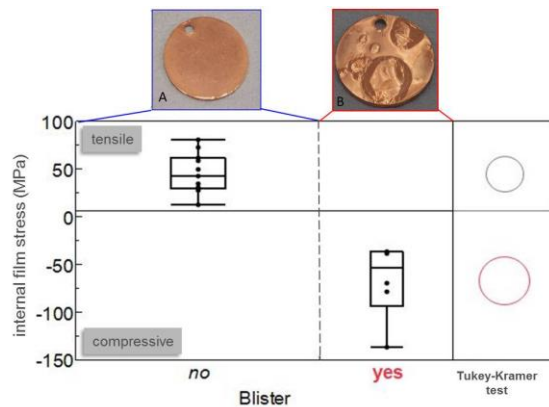 A
B
100
tensile
50
0
-50
-100
compressive
-150
internal film stress (MPa)
no
yes
Tukey-Kramer
test
Blister